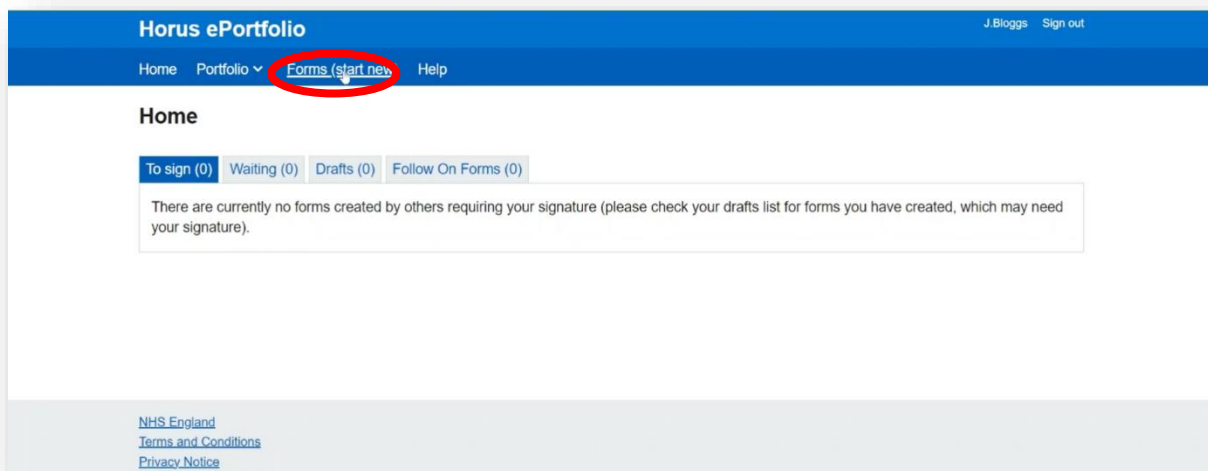 Horus ePortfolio
J.Bloggs Sign out
Home Portfolio Forms (start new) Help
Home
To sign (0) Waiting (0) Drafts (0) Follow On Forms (0)
There are currently no forms created by others requiring your signature (please check your drafts list for forms you have created, which may need
your signature).
NHS England
Terms and Conditions
Privacy Notice